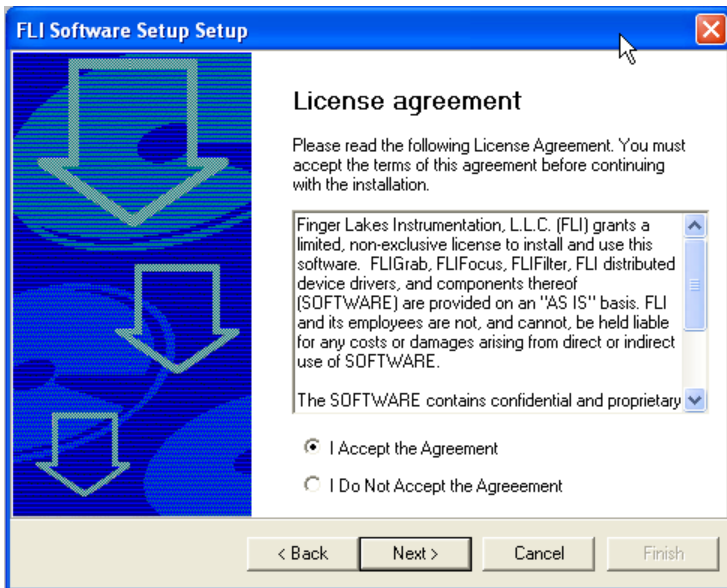 FLI Software Setup Setup
License agreement
Please read the following License Agreement. You must
accept the terms of this agreement before continuing
with the installation.
Finger Lakes Instrumentation, L.L.C. (FLI) grants a
limited, non-exclusive license to install and use this
software.  FLIGrab, FLIFocus, FLIFilter, FLI distributed
device drivers, and components thereof
(SOFTWARE) are provided on an "AS IS" basis. FLI
and its employees are not, and cannot, be held liable
for any costs or damages arising from direct or indirect
use of SOFTWARE.
The SOFTWARE contains confidential and proprietary
I Accept the Agreement
I Do Not Accept the Agreeement
< Back
Next >
Cancel
Finish